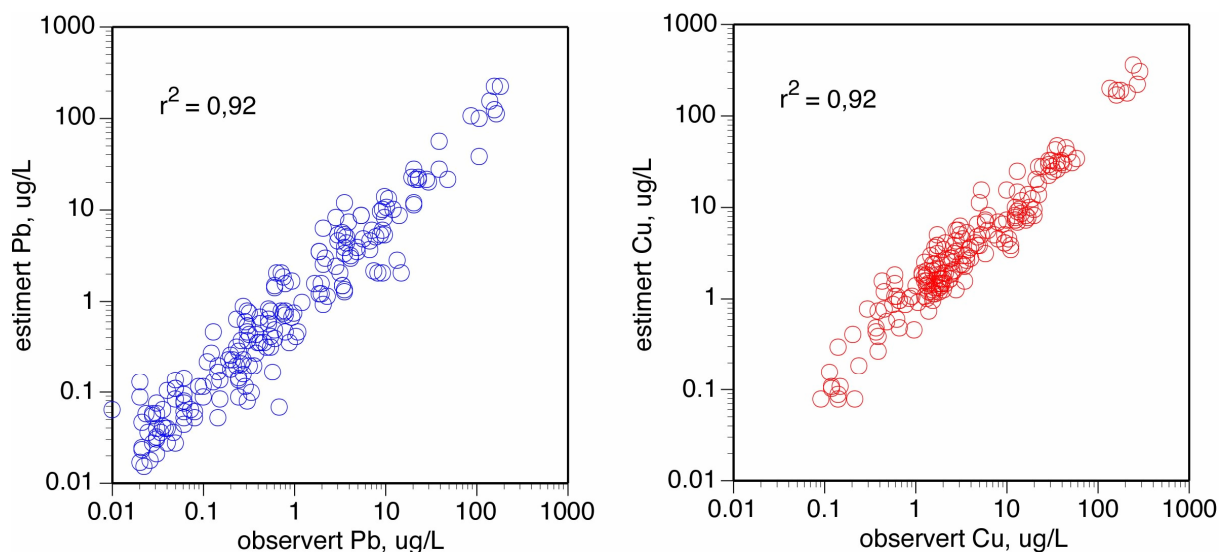 1000
100
10
1
0.1
0.01
estimert Pb, ug/L
r² = 0,92
0.01 0.1 1 10 100 1000
observert Pb, ug/L
1000
100
10
1
0.1
0.01
estimert Cu, ug/L
r² = 0,92
0.01 0.1 1 10 100 1000
observert Cu, ug/L